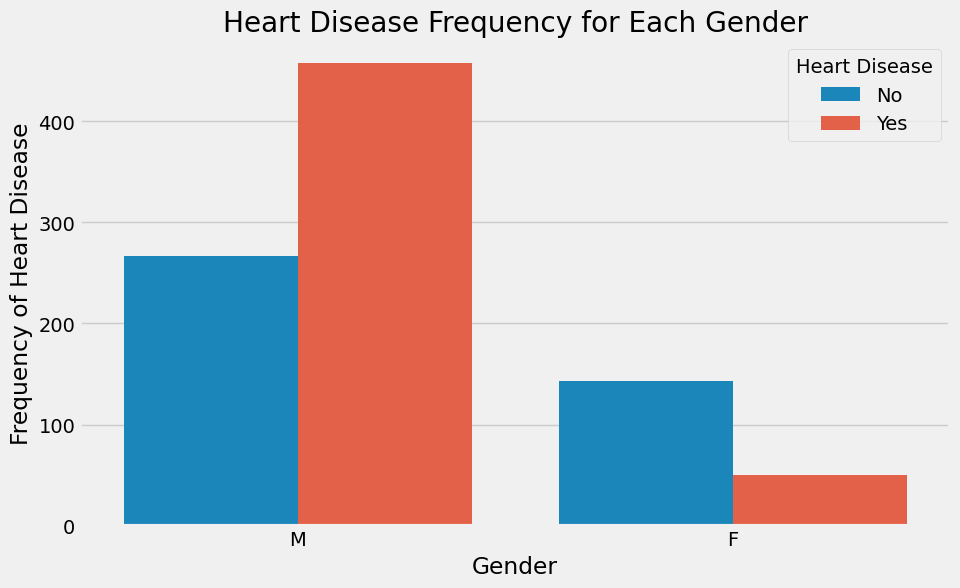 Heart Disease Frequency for Each Gender
Heart Disease
No
Yes
Frequency of Heart Disease
400
300
200
100
0
M
F
Gender